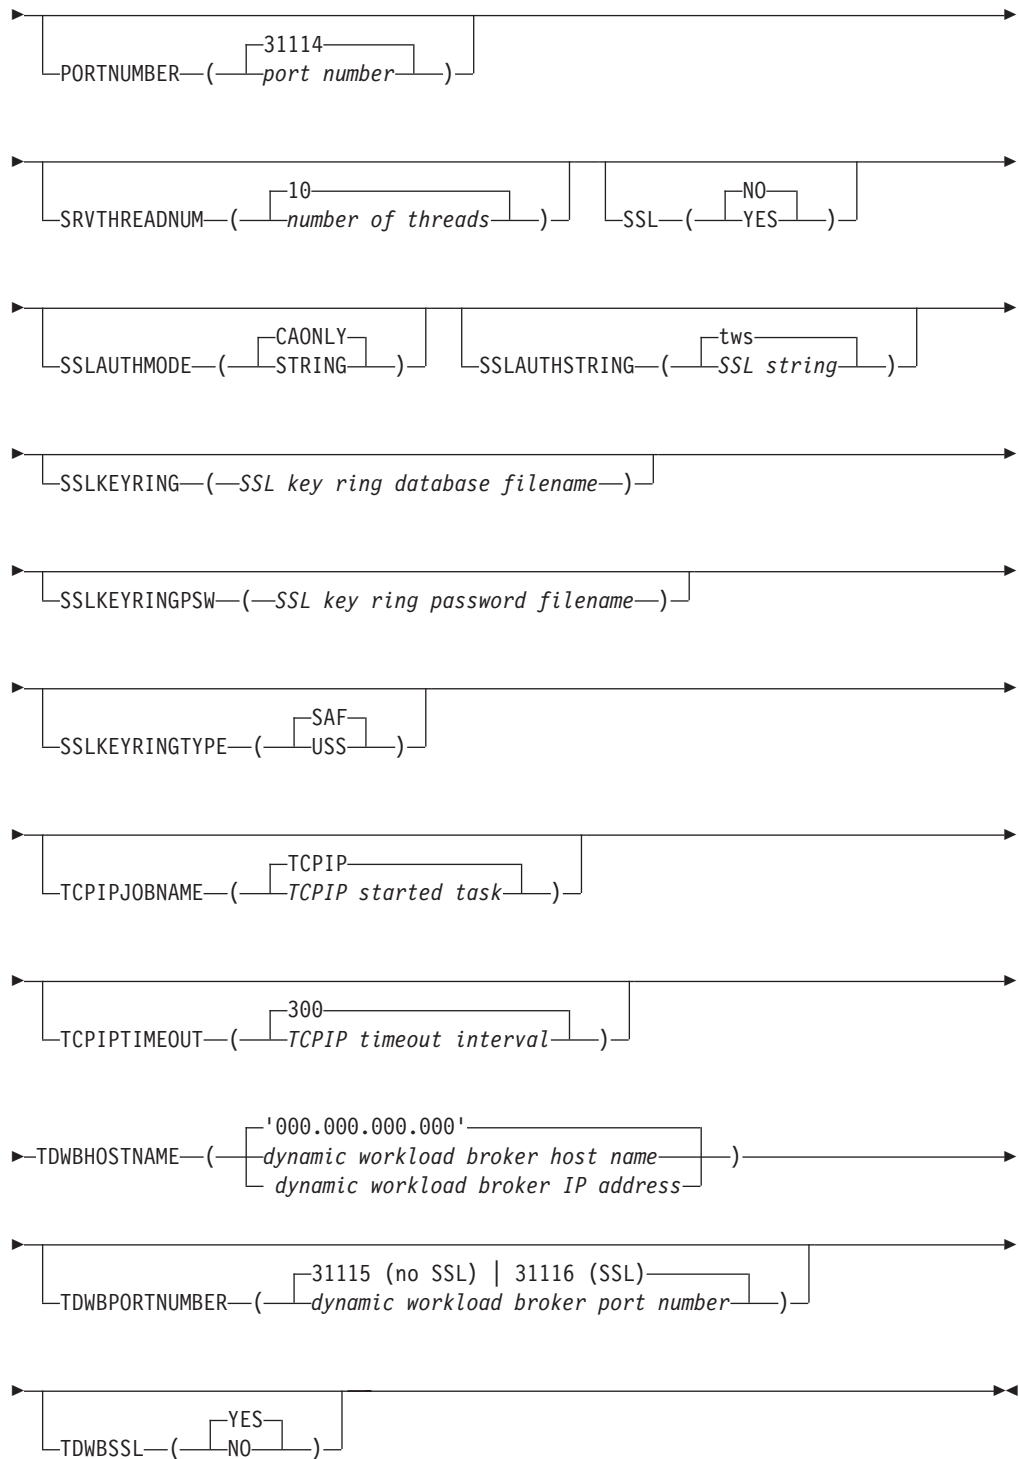 31114
PORTNUMBER ( port number )
10 NO
SRVTHREADNUM ( number of threads ) SSL ( YES )
CAONLY tws
SSLAUTHMODE ( STRING ) SSLAUTHSTRING ( SSL string )
SSLKEYRING ( SSL key ring database filename )
SSLKEYRINGPSW ( SSL key ring password filename )
SAF
SSLKEYRINGTYPE ( USS )
TCPIP
TCPIPJOBNAME ( TCPIP started task )
300
TCPIPTIMEOUT ( TCPIP timeout interval )
'000.000.000.000'
TDWBHOSTNAME ( dynamic workload broker host name )
dynamic workload broker IP address
31115 (no SSL) | 31116 (SSL)
TDWBPORTNUMBER ( dynamic workload broker port number )
YES
TDWBSSL ( NO )